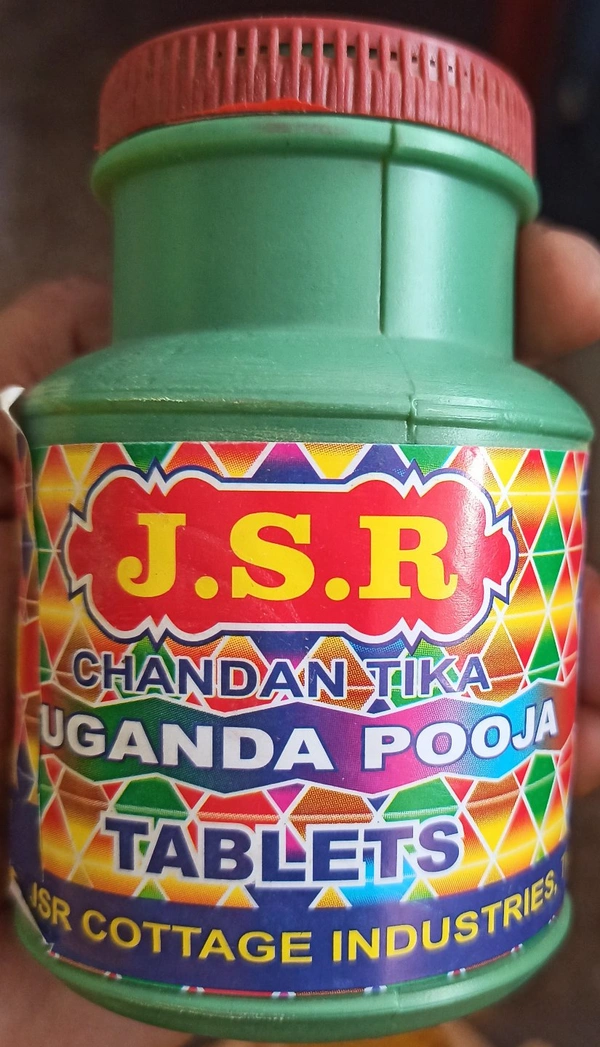 J.S.R
CHANDAN TIKA
UGANDA POOJA
TABLETS
JSR COTTAGE INDUSTRIES,